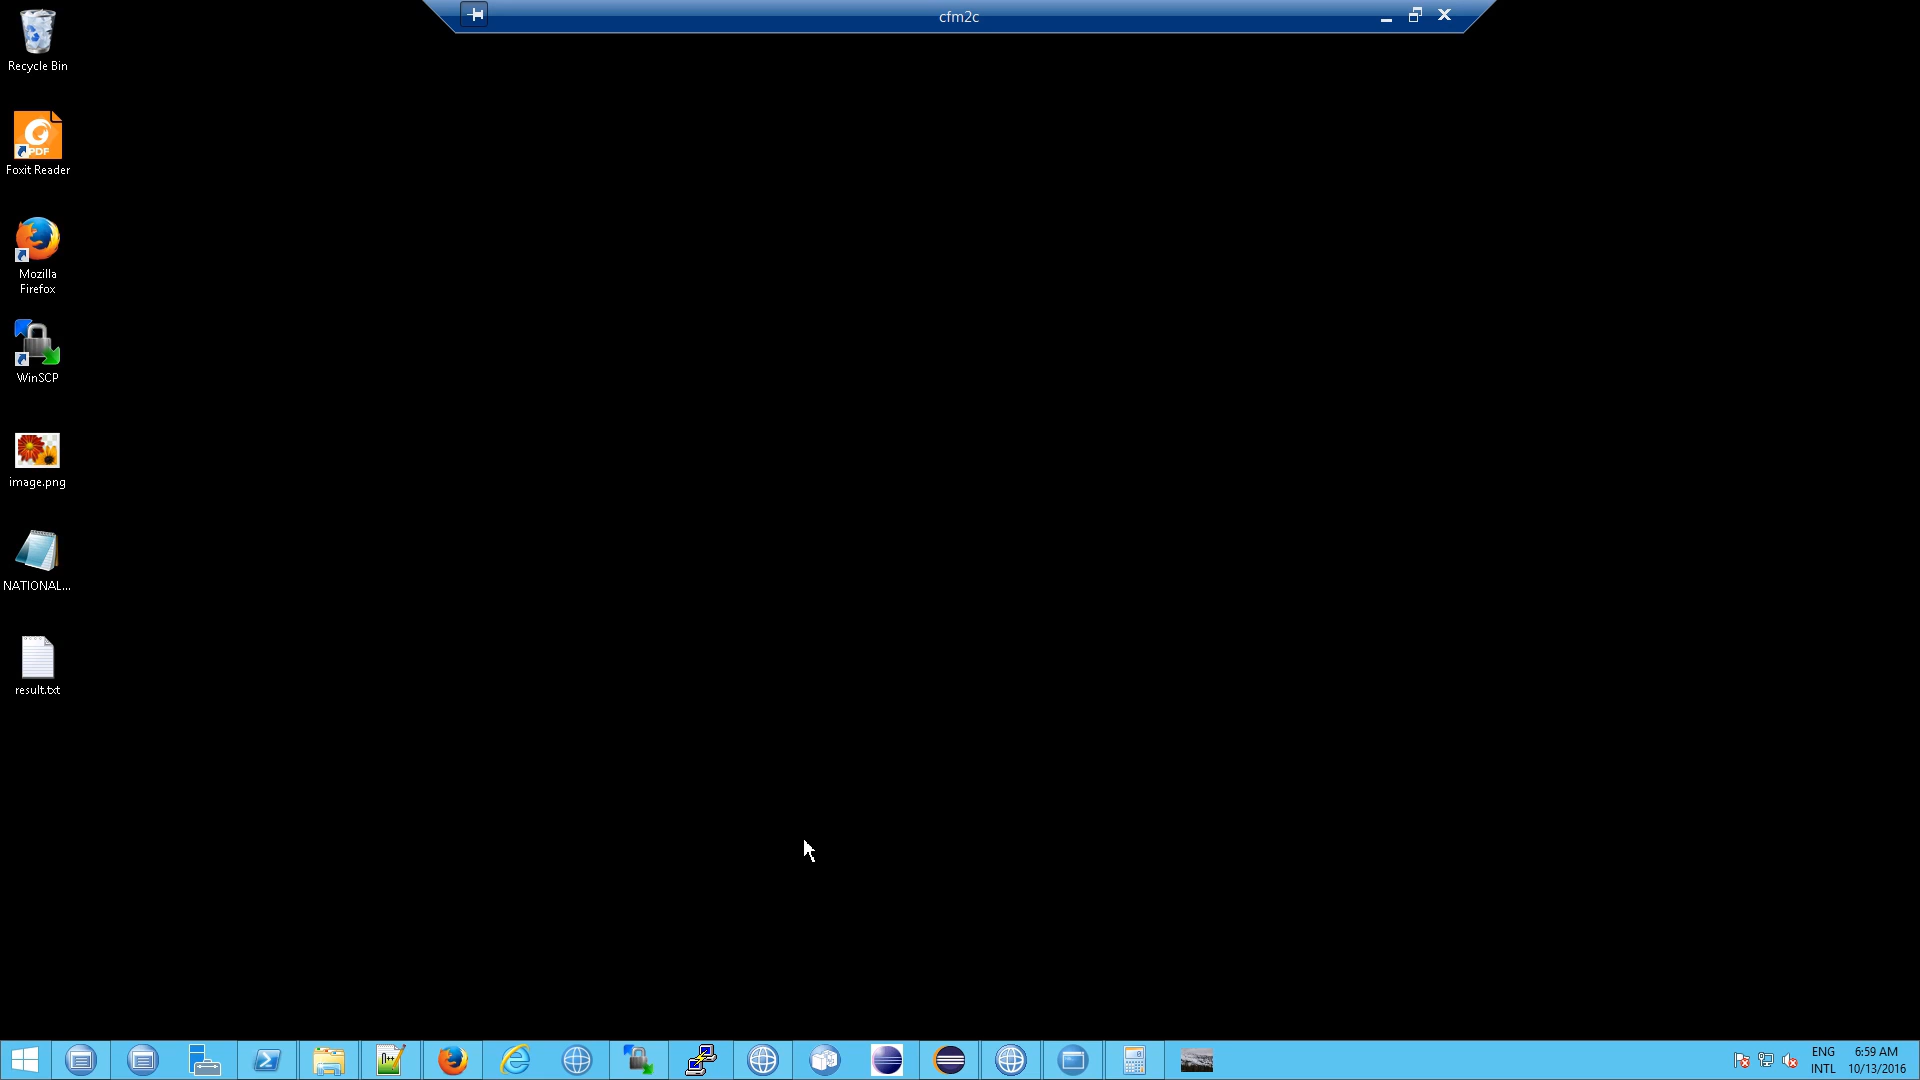 cfm2c
Recycle Bin
PDF
Foxit Reader
Mozilla
Firefox
WinSCP
image.png
NATIONAL...
result.txt
ENG
INTL
6:59 AM
10/13/2016